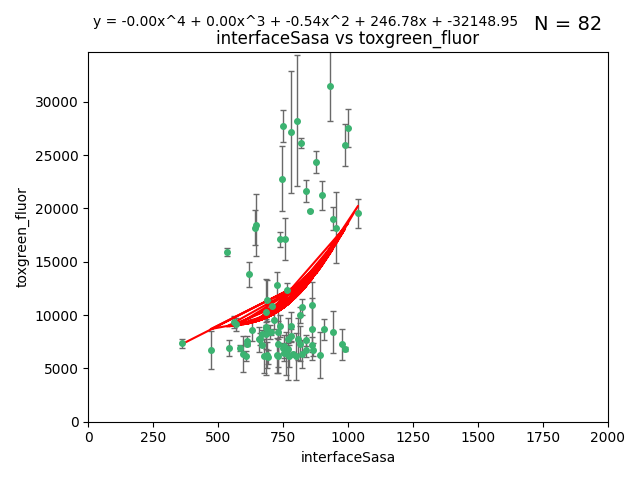 y = -0.00x^4 + 0.00x^3 + -0.54x^2 + 246.78x + -32148.95
N = 82
interfaceSasa vs toxgreen_fluor
30000
25000
20000
15000
10000
5000
0
toxgreen_fluor
0 250 500 750 1000 1250 1500 1750 2000
interfaceSasa